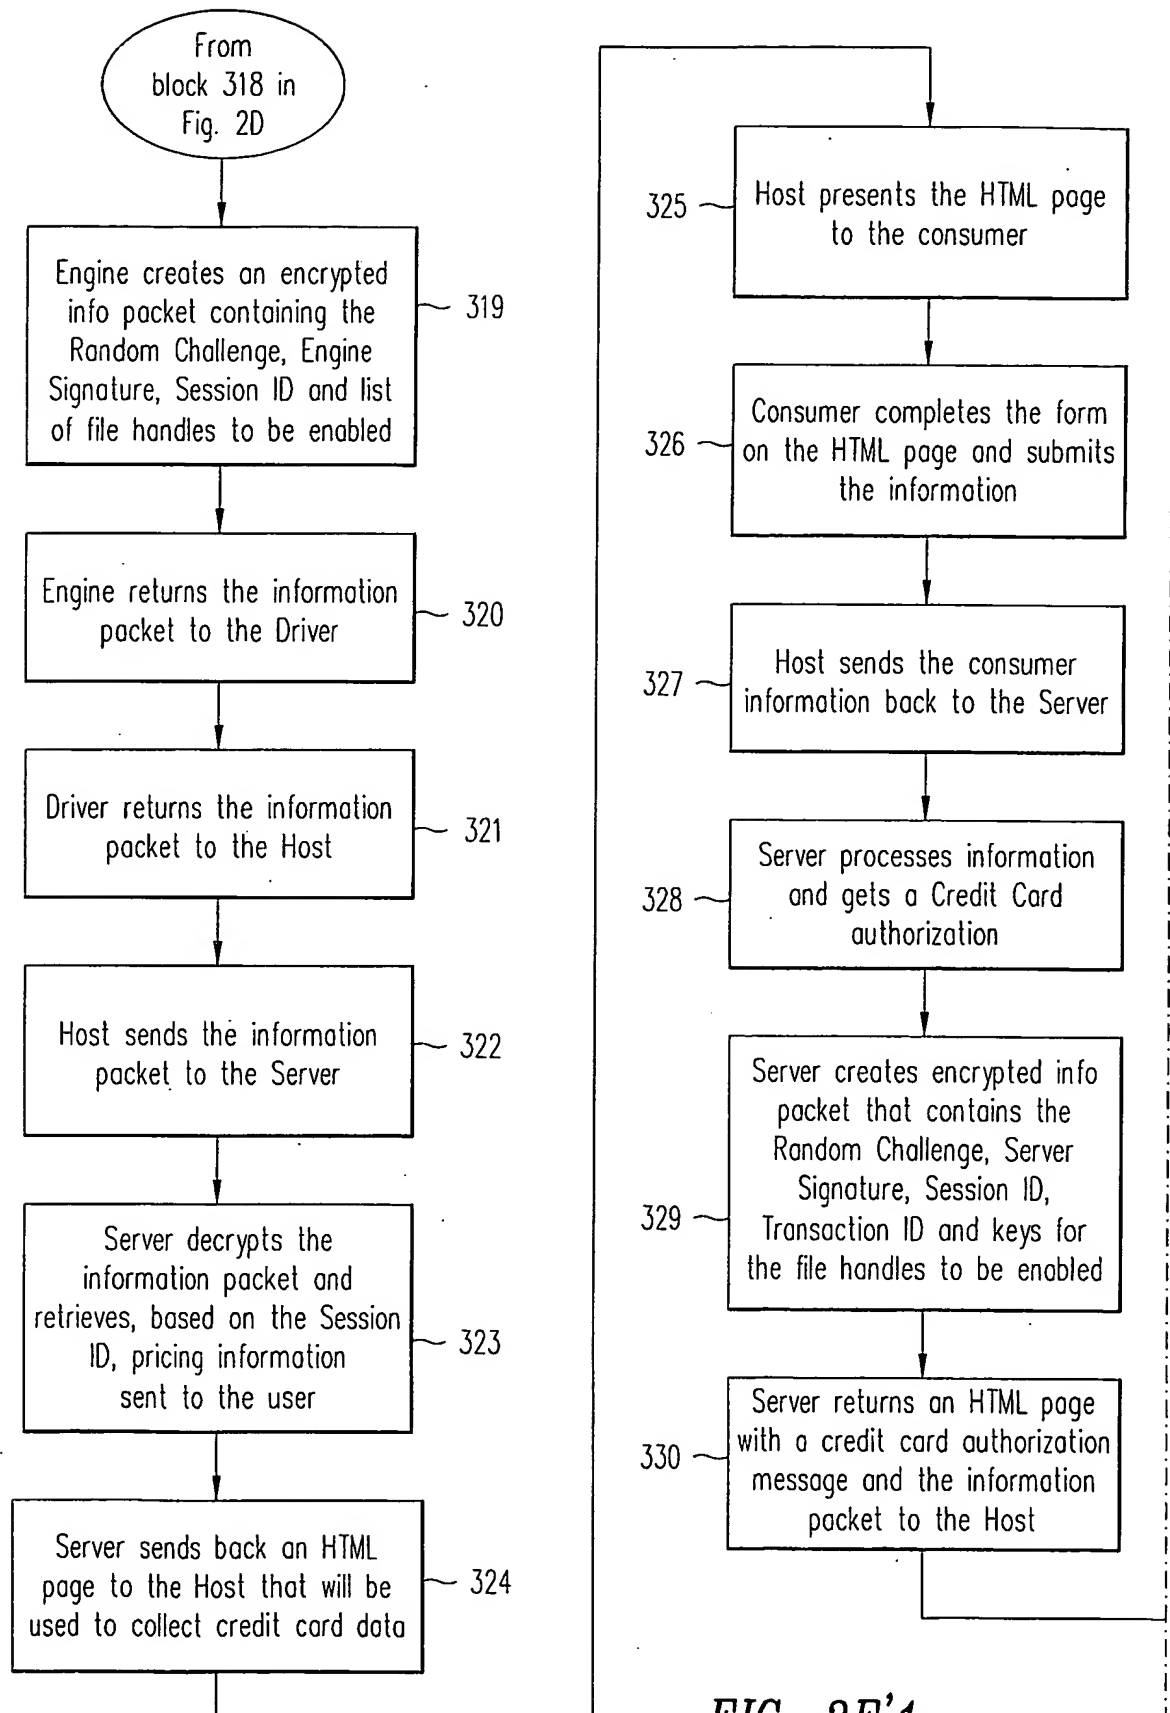 From
block 318 in
Fig. 2D
Engine creates an encrypted
info packet containing the
Random Challenge, Engine
Signature, Session ID and list
of file handles to be enabled
319
Engine returns the information
packet to the Driver
320
Driver returns the information
packet to the Host
321
Host sends the information
packet to the Server
322
Server decrypts the
information packet and
retrieves, based on the Session
ID, pricing information
sent to the user
323
Server sends back an HTML
page to the Host that will be
used to collect credit card data
324
Host presents the HTML page
to the consumer
325
Consumer completes the form
on the HTML page and submits
the information
326
Host sends the consumer
information back to the Server
327
Server processes information
and gets a Credit Card
authorization
328
Server creates encrypted info
packet that contains the
Random Challenge, Server
Signature, Session ID,
Transaction ID and keys for
the file handles to be enabled
329
Server returns an HTML page
with a credit card authorization
message and the information
packet to the Host
330
FIG.